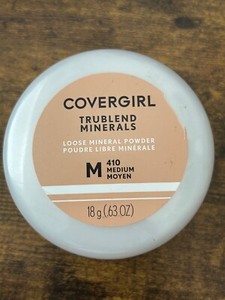 COVERGIRL
TRUBLEND
MINERALS
LOOSE MINERAL POWDER
POUDRE LIBRE MINÉRALE
M 410
MEDIUM
MOYEN
18 g (.63 OZ)